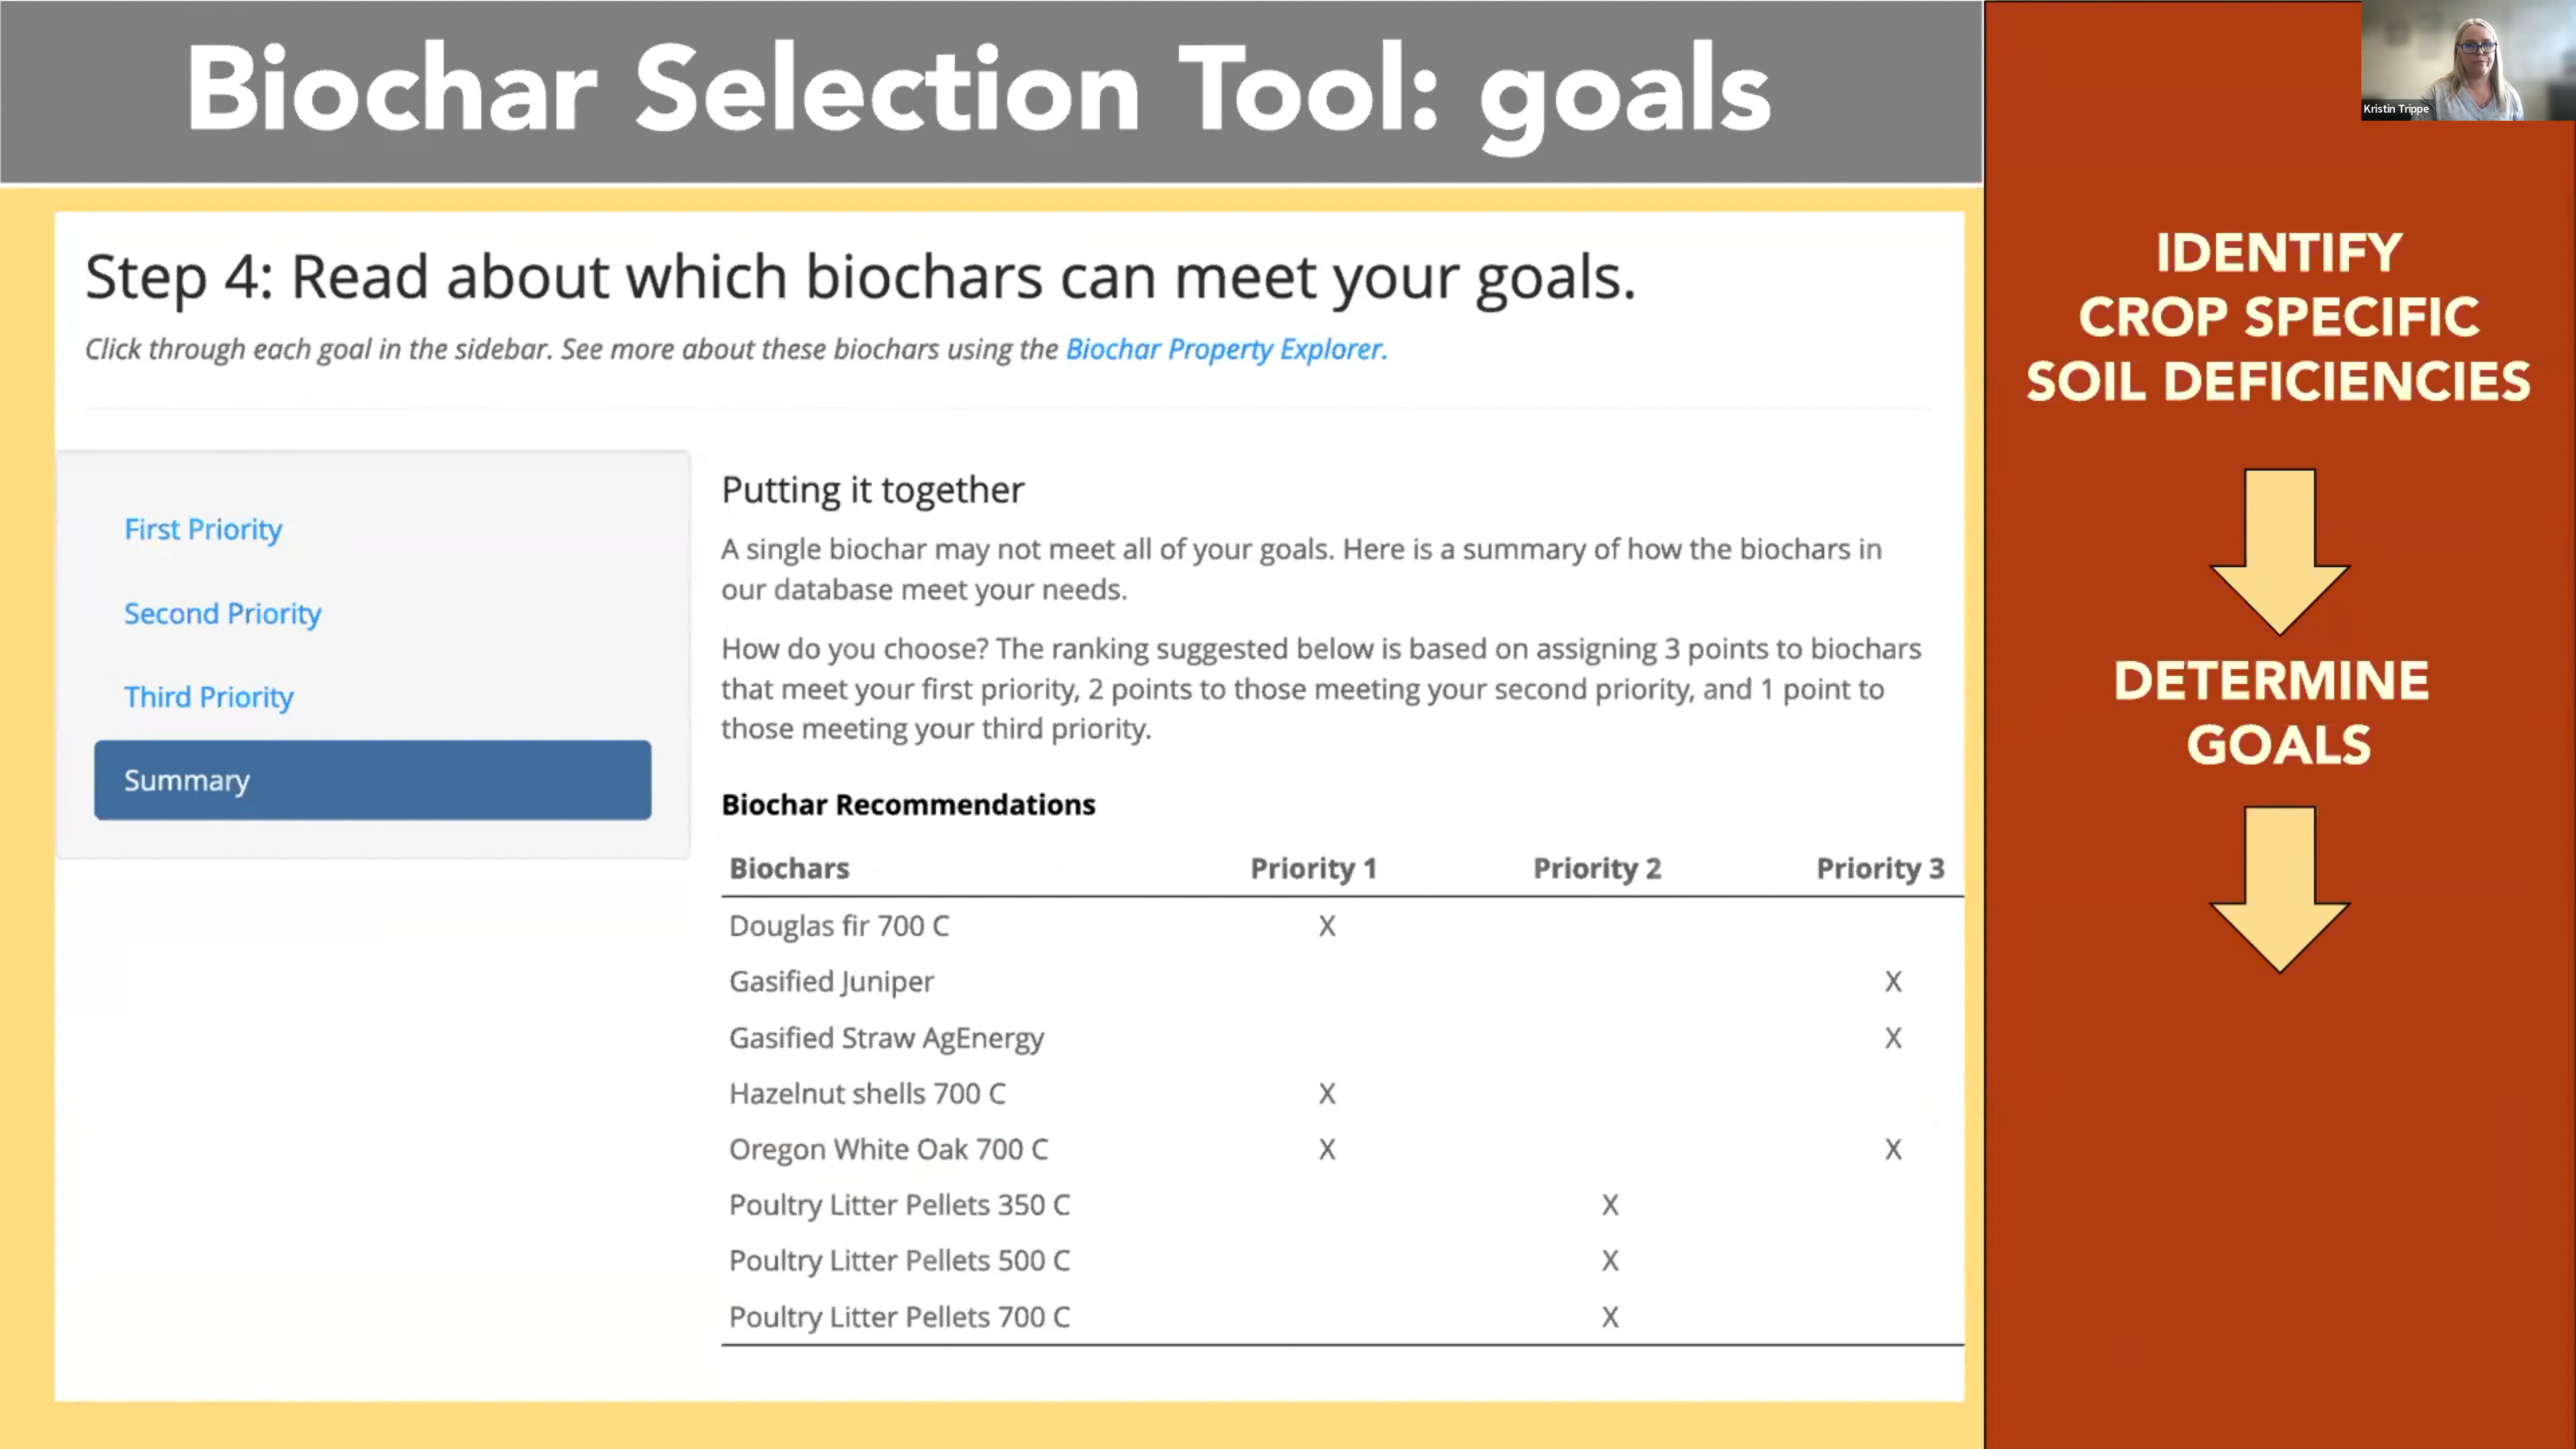 Biochar Selection Tool: goals
Kristin Trippe
Step 4: Read about which biochars can meet your goals.
Click through each goal in the sidebar. See more about these biochars using the Biochar Property Explorer.
First Priority
Second Priority
Third Priority
Summary
Putting it together
A single biochar may not meet all of your goals. Here is a summary of how the biochars in
our database meet your needs.
How do you choose? The ranking suggested below is based on assigning 3 points to biochars
that meet your first priority, 2 points to those meeting your second priority, and 1 point to
those meeting your third priority.
Biochar Recommendations
Biochars Priority 1 Priority 2 Priority 3
Douglas fir 700 C X
Gasified Juniper X
Gasified Straw AgEnergy X
Hazelnut shells 700 C X
Oregon White Oak 700 C X X
Poultry Litter Pellets 350 C X
Poultry Litter Pellets 500 C X
Poultry Litter Pellets 700 C X
IDENTIFY
CROP SPECIFIC
SOIL DEFICIENCIES
DETERMINE
GOALS